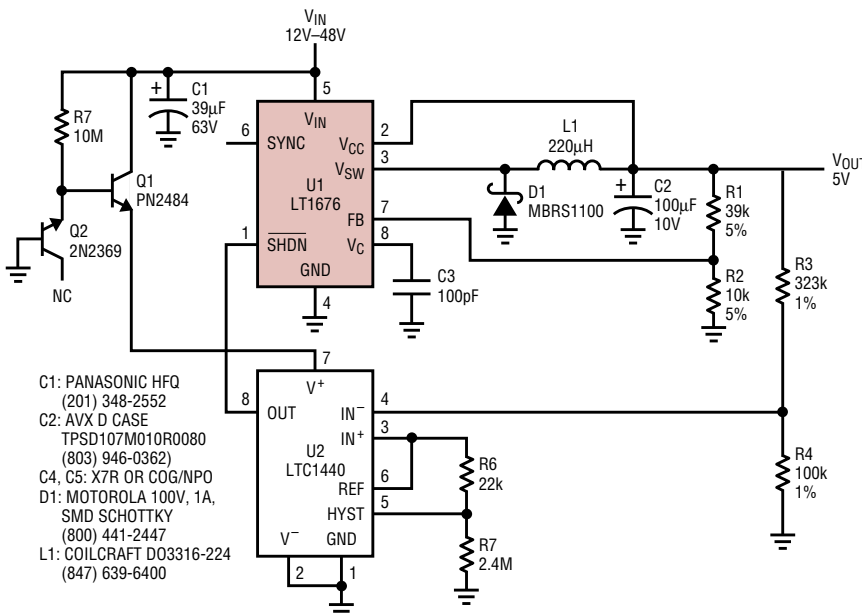 VIN
12V–48V
R7
10M
+
C1
39µF
63V
Q1
PN2484
Q2
2N2369
NC
5
VIN
6
SYNC
VCC
2
VSW
3
U1
LT1676
FB
7
1
SHDN
VC
8
GND
4
L1
220µH
D1
MBRS1100
+
C2
100µF
10V
VOUT
5V
R1
39k
5%
R2
10k
5%
R3
323k
1%
C3
100pF
7
V+
8
OUT
IN−
4
IN+
3
U2
LTC1440
REF
6
HYST
5
V−
GND
2
1
R6
22k
R7
2.4M
R4
100k
1%
C1: PANASONIC HFQ
(201) 348-2552
C2: AVX D CASE
TPSD107M010R0080
(803) 946-0362)
C4, C5: X7R OR COG/NPO
D1: MOTOROLA 100V, 1A,
SMD SCHOTTKY
(800) 441-2447
L1: COILCRAFT DO3316-224
(847) 639-6400